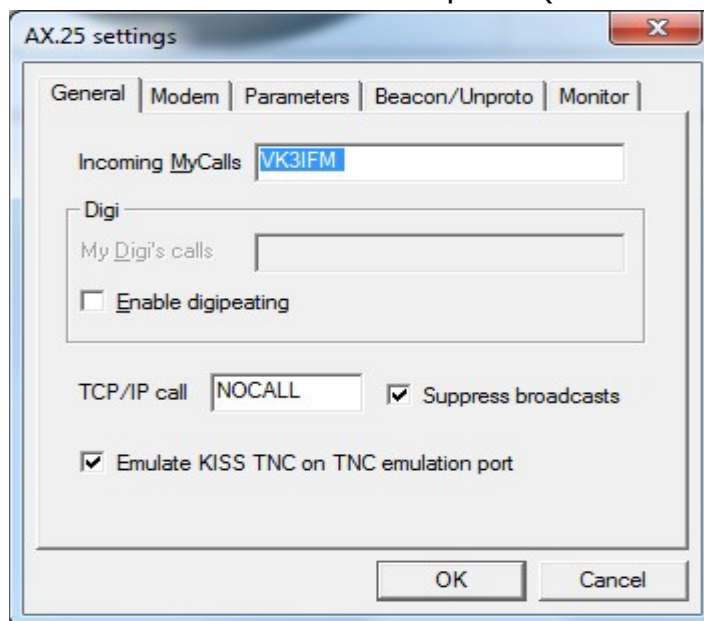 AX.25 settings
General Modem Parameters Beacon/Unproto Monitor
Incoming MyCalls VK3IFM
Digi
My Digi's calls
Enable digipeating
TCP/IP call NOCALL Suppress broadcasts
Emulate KISS TNC on TNC emulation port
OK Cancel